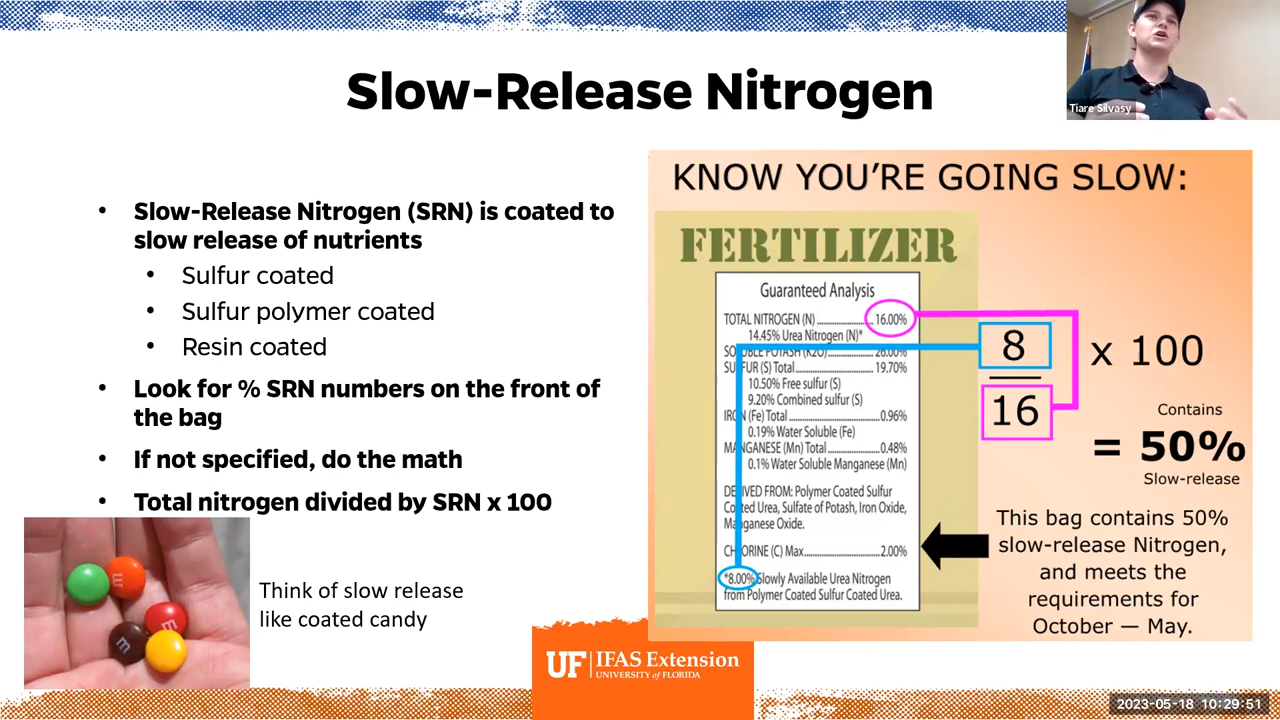 Slow-Release Nitrogen
Tiare Silvasy
• Slow-Release Nitrogen (SRN) is coated to
slow release of nutrients
• Sulfur coated
• Sulfur polymer coated
• Resin coated
• Look for % SRN numbers on the front of
the bag
• If not specified, do the math
• Total nitrogen divided by SRN x 100
m
m
m
m
Think of slow release
like coated candy
KNOW YOU'RE GOING SLOW:
FERTILIZER
Guaranteed Analysis
TOTAL NITROGEN (N) ........................ 16.00%
14.45% Urea Nitrogen (N)*
SOLUBLE POTASH (K2O) ........................ 26.00%
SULFUR (S) Total ........................ 19.70%
10.50% Free sulfur (S)
9.20% Combined sulfur (S)
IRON (Fe) Total ........................ 0.96%
0.19% Water Soluble (Fe)
MANGANESE (Mn) Total ........................ 0.48%
0.1% Water Soluble Manganese (Mn)
DERIVED FROM: Polymer Coated Sulfur
Coated Urea, Sulfate of Potash, Iron Oxide,
Manganese Oxide.
CHLORINE (C) Max ........................ 2.00%
*8.00% Slowly Available Urea Nitrogen
from Polymer Coated Sulfur Coated Urea.
8
16
x 100
Contains
= 50%
Slow-release
This bag contains 50%
slow-release Nitrogen,
and meets the
requirements for
October — May.
UF IFAS Extension
UNIVERSITY of FLORIDA
2023-05-18 10:29:51